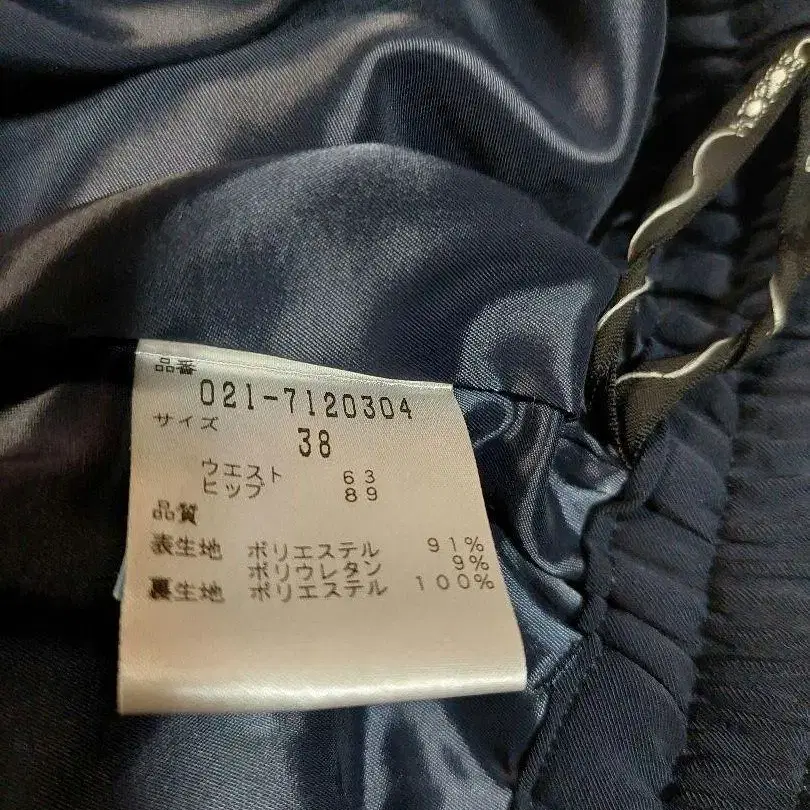 品番
021-7120304
サイズ
38
ウエスト 63
ヒップ 89
品質
表生地 ポリエステル 91%
ポリウレタン 9%
裏生地 ポリエステル 100%